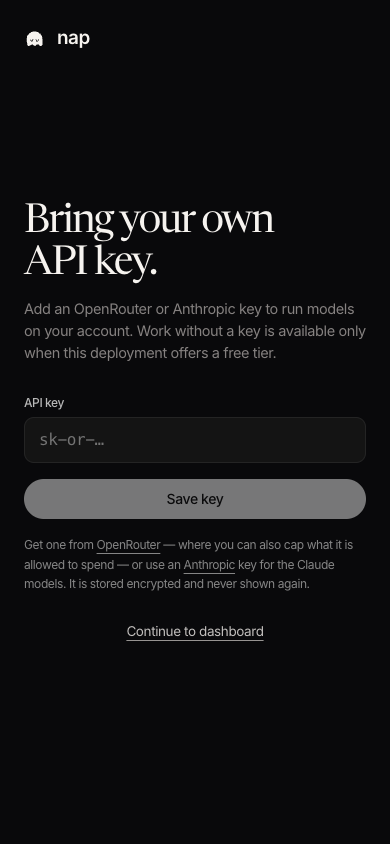 nap
Bring your own
API key.
Add an OpenRouter or Anthropic key to run models
on your account. Work without a key is available only
when this deployment offers a free tier.
API key
sk-or-…
Save key
Get one from OpenRouter — where you can also cap what it is
allowed to spend — or use an Anthropic key for the Claude
models. It is stored encrypted and never shown again.
Continue to dashboard